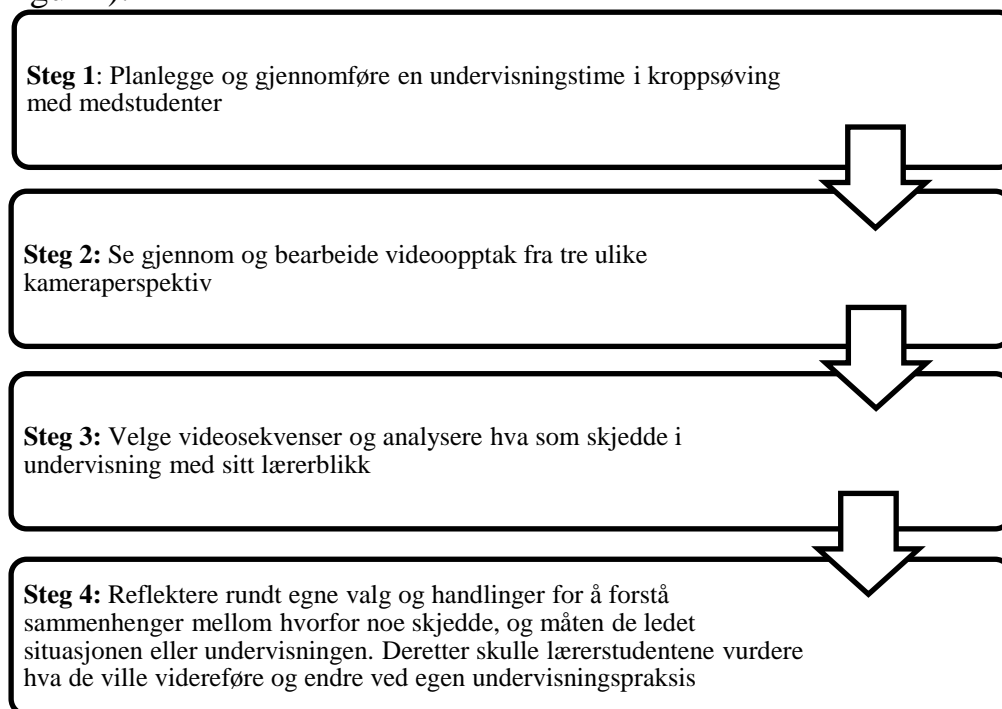 Steg 1: Planlegge og gjennomføre en undervisningstime i kroppsøving
med medstudenter
Steg 2: Se gjennom og bearbeide videoopptak fra tre ulike
kameraperspektiv
Steg 3: Velge videosekvenser og analysere hva som skjedde i
undervisning med sitt lærerblikk
Steg 4: Reflektere rundt egne valg og handlinger for å forstå
sammenhenger mellom hvorfor noe skjedde, og måten de ledet
situasjonen eller undervisningen. Deretter skulle lærerstudentene vurdere
hva de ville videreføre og endre ved egen undervisningspraksis